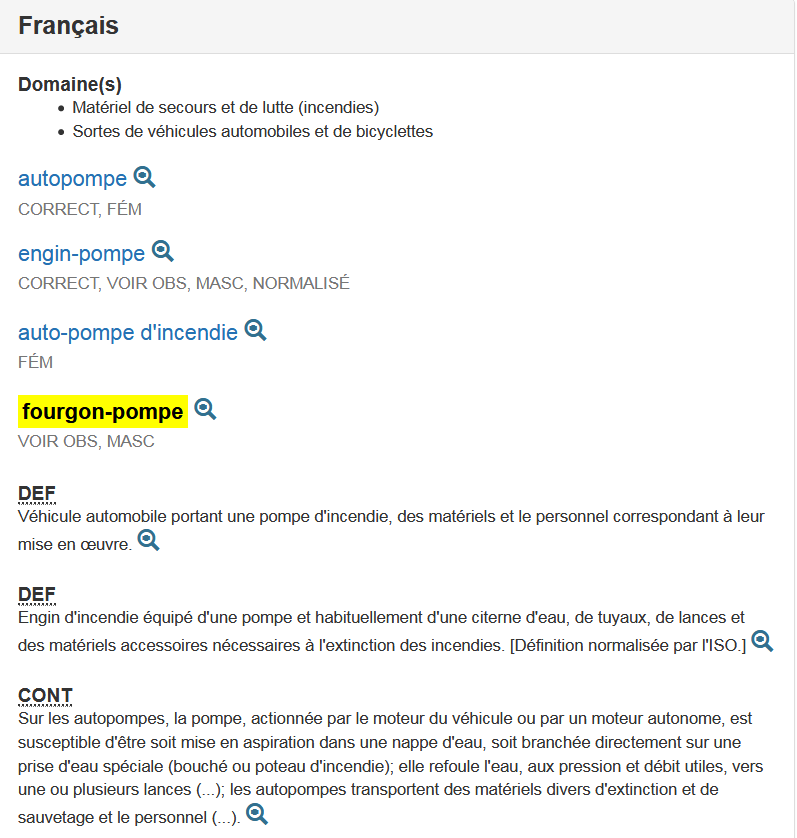 Français
Domaine(s)
• Matériel de secours et de lutte (incendies)
• Sortes de véhicules automobiles et de bicyclettes
autopompe
CORRECT, FÉM
engin-pompe
CORRECT, VOIR OBS, MASC, NORMALISÉ
auto-pompe d'incendie
FÉM
fourgon-pompe
VOIR OBS, MASC
DEF
Véhicule automobile portant une pompe d'incendie, des matériels et le personnel correspondant à leur
mise en œuvre.
DEF
Engin d'incendie équipé d'une pompe et habituellement d'une citerne d'eau, de tuyaux, de lances et
des matériels accessoires nécessaires à l'extinction des incendies. [Définition normalisée par l'ISO.]
CONT
Sur les autopompes, la pompe, actionnée par le moteur du véhicule ou par un moteur autonome, est
susceptible d'être soit mise en aspiration dans une nappe d'eau, soit branchée directement sur une
prise d'eau spéciale (bouché ou poteau d'incendie); elle refoule l'eau, aux pression et débit utiles, vers
une ou plusieurs lances (...); les autopompes transportent des matériels divers d'extinction et de
sauvetage et le personnel (...).